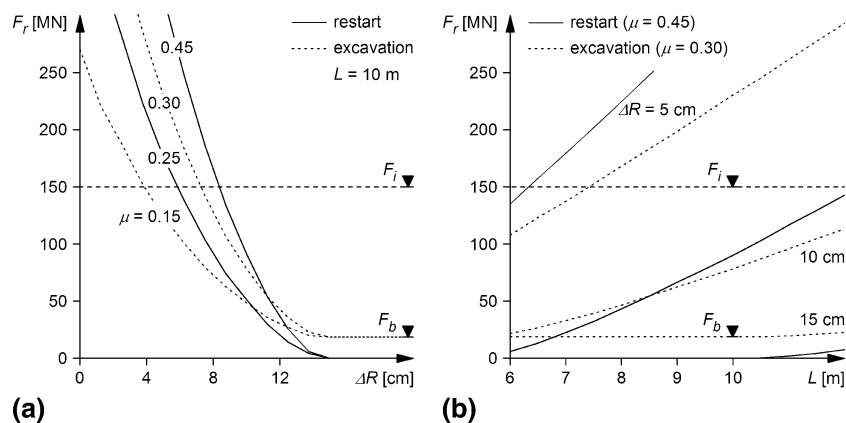 F_r [MN]
restart
excavation
L = 10 m
0.45
0.30
0.25
μ = 0.15
F_i
F_b
250
200
150
100
50
0
0 4 8 12 ΔR [cm]
(a)
F_r [MN]
restart (μ = 0.45)
excavation (μ = 0.30)
ΔR = 5 cm
F_i
10 cm
15 cm
F_b
250
200
150
100
50
0
6 7 8 9 10 L [m]
(b)